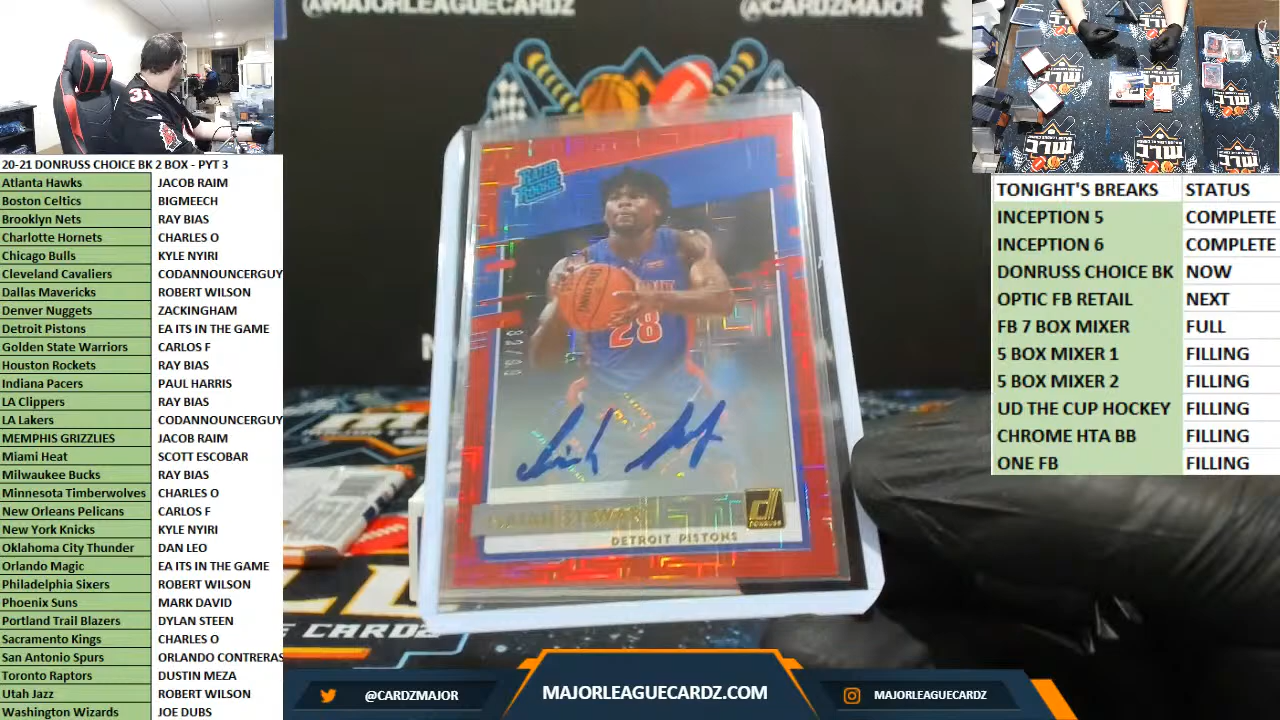 @MAJORLEAGUECARDZ
@CARDZMAJOR
31
20-21 DONRUSS CHOICE BK 2 BOX - PYT 3
Atlanta Hawks JACOB RAIM
Boston Celtics BIGMEECH
Brooklyn Nets RAY BIAS
Charlotte Hornets CHARLES O
Chicago Bulls KYLE NYIRI
Cleveland Cavaliers CODANNOUNCERGUY
Dallas Mavericks ROBERT WILSON
Denver Nuggets ZACKINGHAM
Detroit Pistons EA ITS IN THE GAME
Golden State Warriors CARLOS F
Houston Rockets RAY BIAS
Indiana Pacers PAUL HARRIS
LA Clippers RAY BIAS
LA Lakers CODANNOUNCERGUY
MEMPHIS GRIZZLIES JACOB RAIM
Miami Heat SCOTT ESCOBAR
Milwaukee Bucks RAY BIAS
Minnesota Timberwolves CHARLES O
New Orleans Pelicans CARLOS F
New York Knicks KYLE NYIRI
Oklahoma City Thunder DAN LEO
Orlando Magic EA ITS IN THE GAME
Philadelphia Sixers ROBERT WILSON
Phoenix Suns MARK DAVID
Portland Trail Blazers DYLAN STEEN
Sacramento Kings CHARLES O
San Antonio Spurs ORLANDO CONTRERAS
Toronto Raptors DUSTIN MEZA
Utah Jazz ROBERT WILSON
Washington Wizards JOE DUBS
RATED
ROOKIE
SPALDING
28
ISAIAH STEWART
DETROIT PISTONS
DONRUSS
E CARDZ
TONIGHT'S BREAKS STATUS
INCEPTION 5 COMPLETE
INCEPTION 6 COMPLETE
DONRUSS CHOICE BK NOW
OPTIC FB RETAIL NEXT
FB 7 BOX MIXER FULL
5 BOX MIXER 1 FILLING
5 BOX MIXER 2 FILLING
UD THE CUP HOCKEY FILLING
CHROME HTA BB FILLING
ONE FB FILLING
@CARDZMAJOR
MAJORLEAGUECARDZ.COM
MAJORLEAGUECARDZ